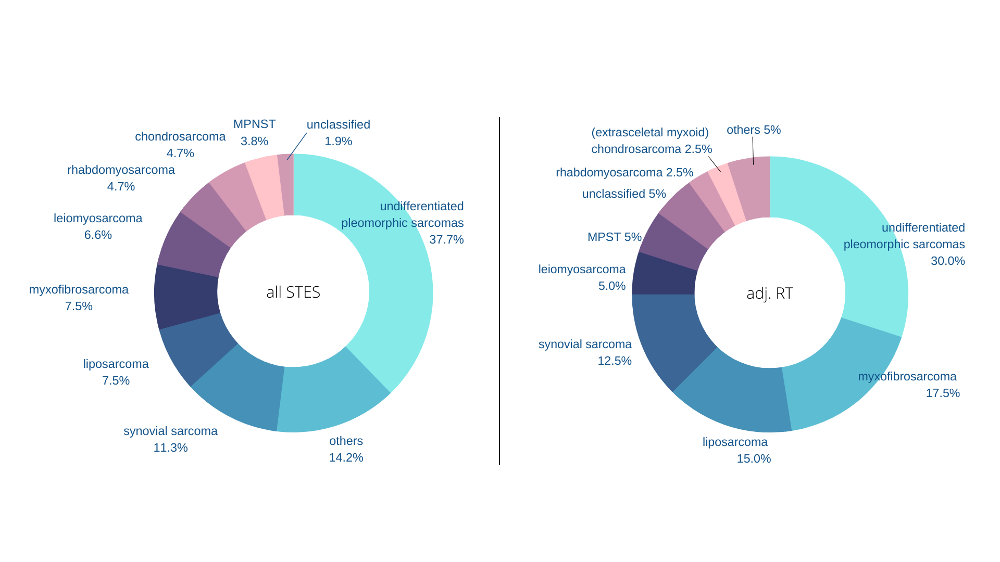 MPNST
3.8%
unclassified
1.9%
chondrosarcoma
4.7%
rhabdomyosarcoma
4.7%
leiomyosarcoma
6.6%
myxofibrosarcoma
7.5%
liposarcoma
7.5%
synovial sarcoma
11.3%
others
14.2%
undifferentiated
pleomorphic sarcomas
37.7%
all STES
(extrasceletal myxoid)
chondrosarcoma 2.5%
others 5%
rhabdomyosarcoma 2.5%
unclassified 5%
MPST 5%
leiomyosarcoma
5.0%
synovial sarcoma
12.5%
liposarcoma
15.0%
myxofibrosarcoma
17.5%
undifferentiated
pleomorphic sarcomas
30.0%
adj. RT